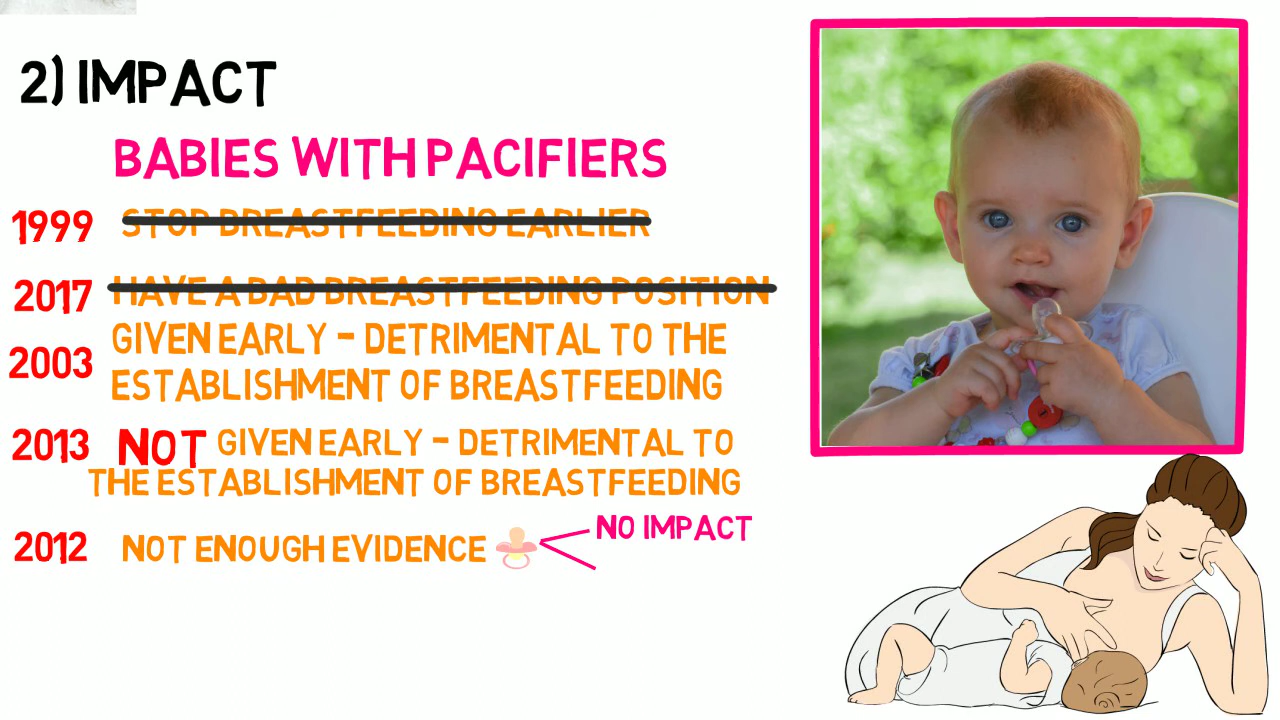 2) IMPACT
BABIES WITH PACIFIERS
1999 STOP BREASTFEEDING EARLIER
2017 HAVE A BAD BREASTFEEDING POSITION
2003 GIVEN EARLY - DETRIMENTAL TO THE
ESTABLISHMENT OF BREASTFEEDING
2013 NOT GIVEN EARLY - DETRIMENTAL TO
THE ESTABLISHMENT OF BREASTFEEDING
2012 NOT ENOUGH EVIDENCE NO IMPACT